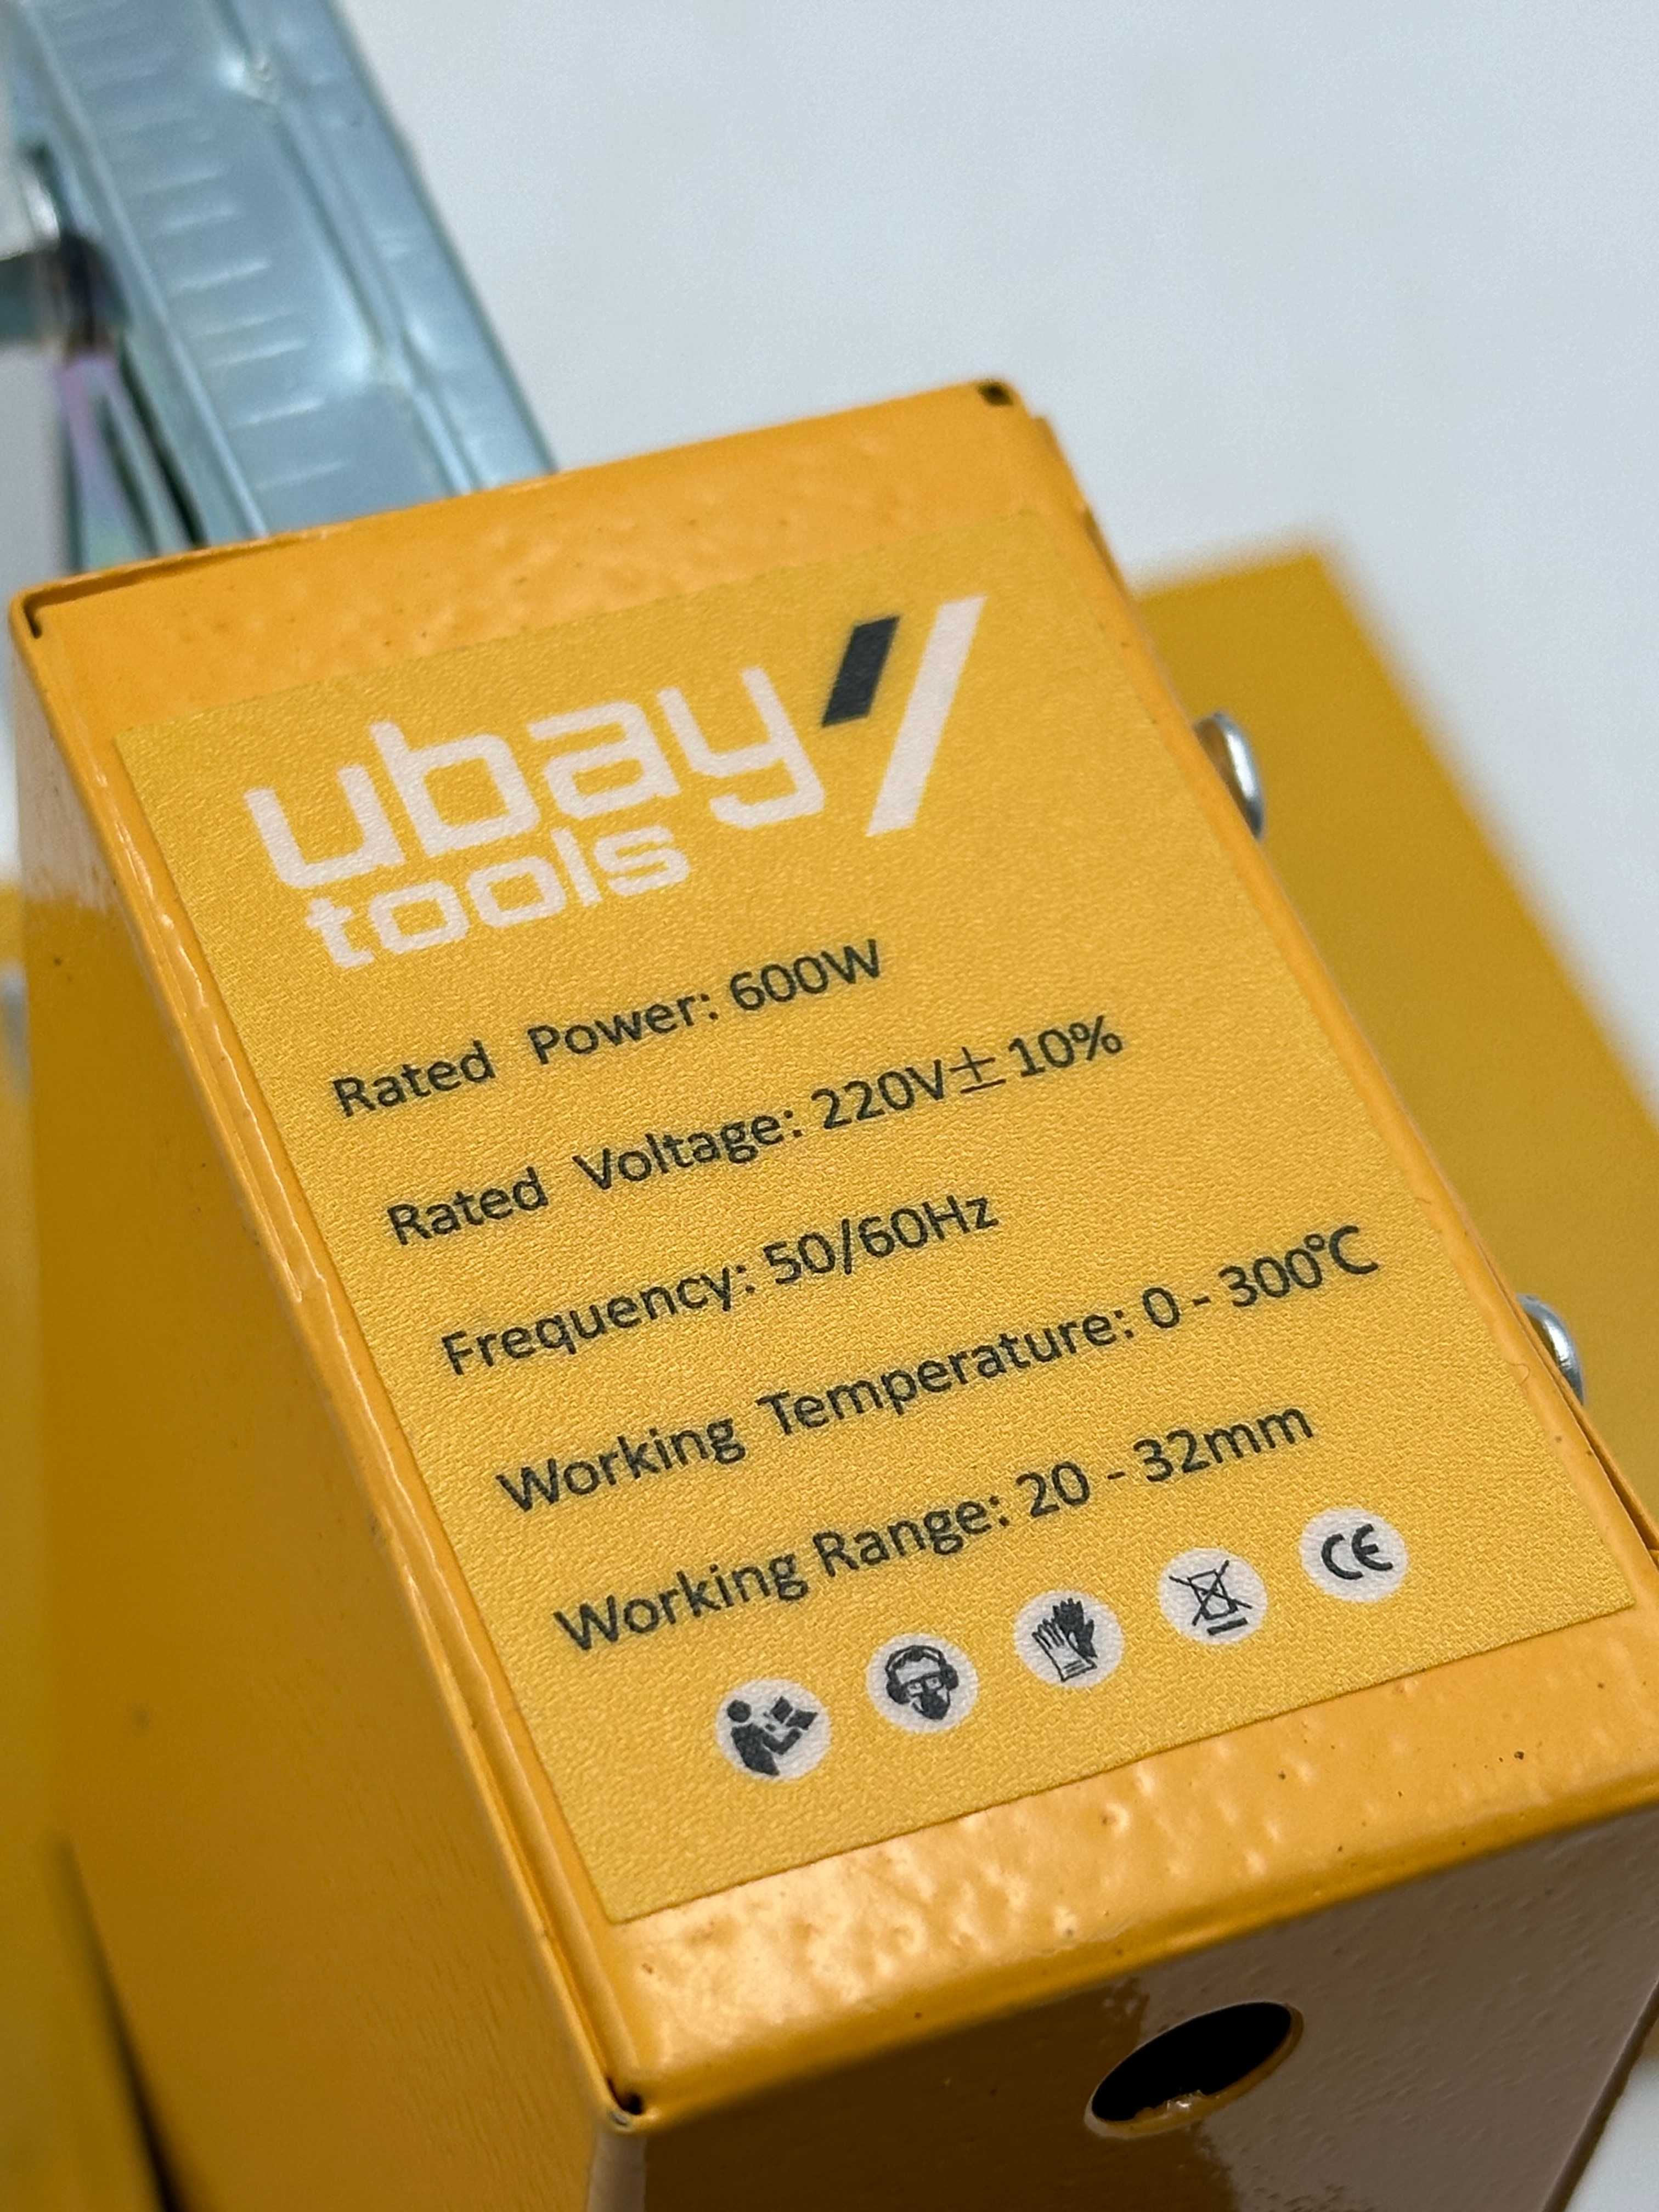 ubay
tools
Rated Power: 600W
Rated Voltage: 220V±10%
Frequency: 50/60Hz
Working Temperature: 0 - 300℃
Working Range: 20 - 32mm
CE